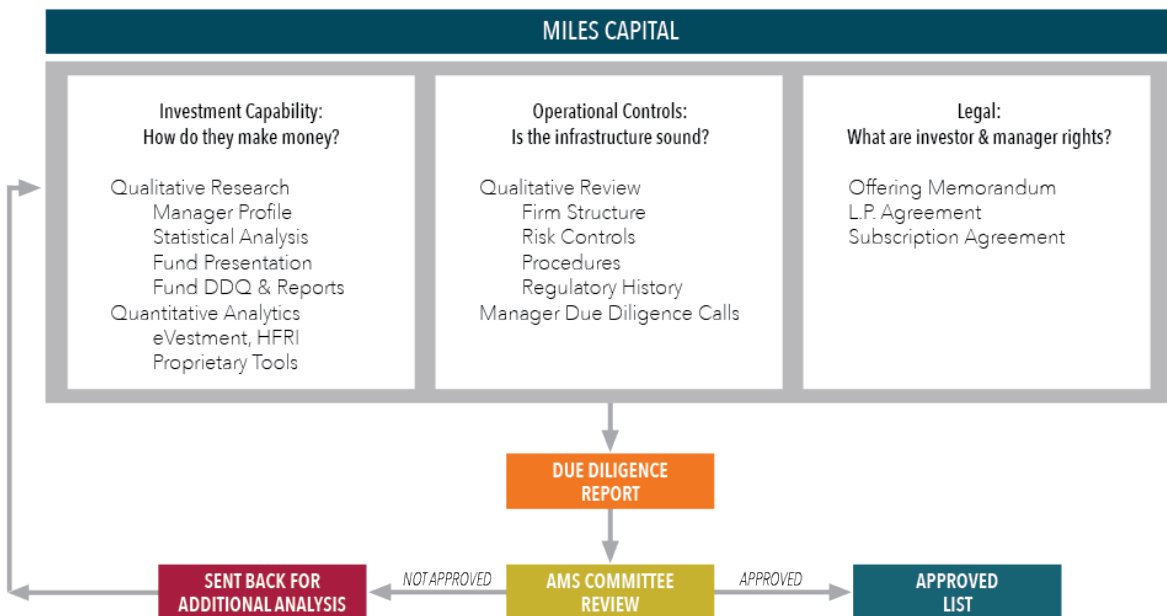 MILES CAPITAL
Investment Capability:
How do they make money?
Qualitative Research
Manager Profile
Statistical Analysis
Fund Presentation
Fund DDQ & Reports
Quantitative Analytics
eVestment, HFRI
Proprietary Tools
Operational Controls:
Is the infrastructure sound?
Qualitative Review
Firm Structure
Risk Controls
Procedures
Regulatory History
Manager Due Diligence Calls
Legal:
What are investor & manager rights?
Offering Memorandum
L.P. Agreement
Subscription Agreement
DUE DILIGENCE
REPORT
SENT BACK FOR
ADDITIONAL ANALYSIS
NOT APPROVED
AMS COMMITTEE
REVIEW
APPROVED
APPROVED
LIST